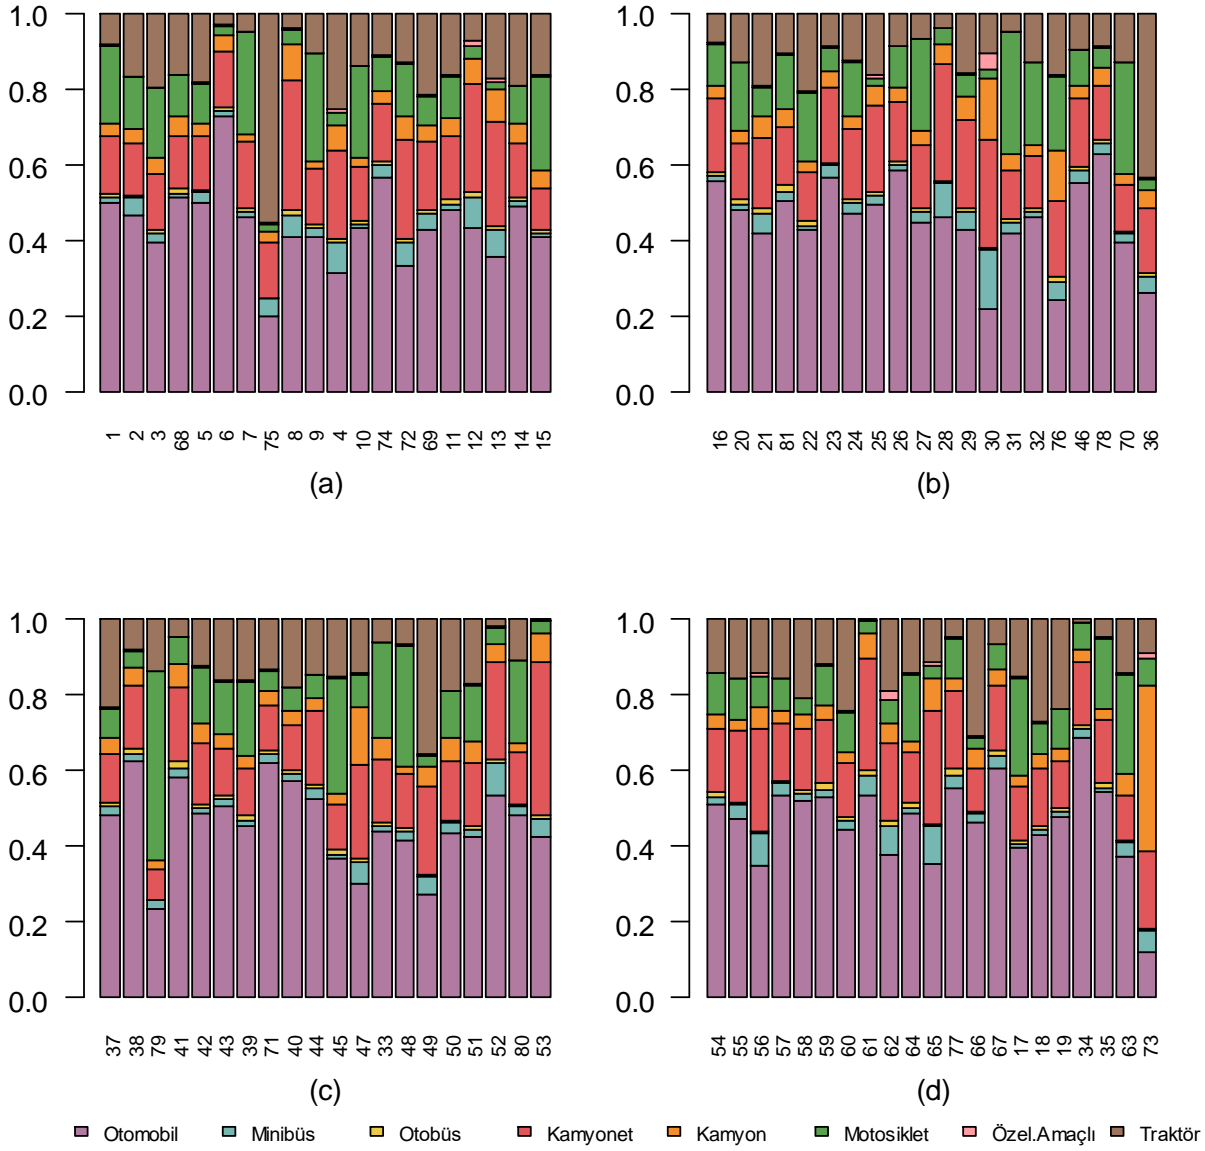 1.0 0.8 0.6 0.4 0.2 0.0
1 2 3 68 5 6 7 75 8 9 4 10 74 72 69 11 12 13 14 15
(a)
1.0 0.8 0.6 0.4 0.2 0.0
16 20 21 81 22 23 24 25 26 27 28 29 30 31 32 76 46 78 70 36
(b)
1.0 0.8 0.6 0.4 0.2 0.0
37 38 79 41 42 43 39 71 40 44 45 47 33 48 49 50 51 52 80 53
(c)
1.0 0.8 0.6 0.4 0.2 0.0
54 55 56 57 58 59 60 61 62 64 65 77 66 67 17 18 19 34 35 63 73
(d)
Otomobil Minibüs Otobüs Kamyonet Kamyon Motosiklet Özel.Amaçlı Traktör